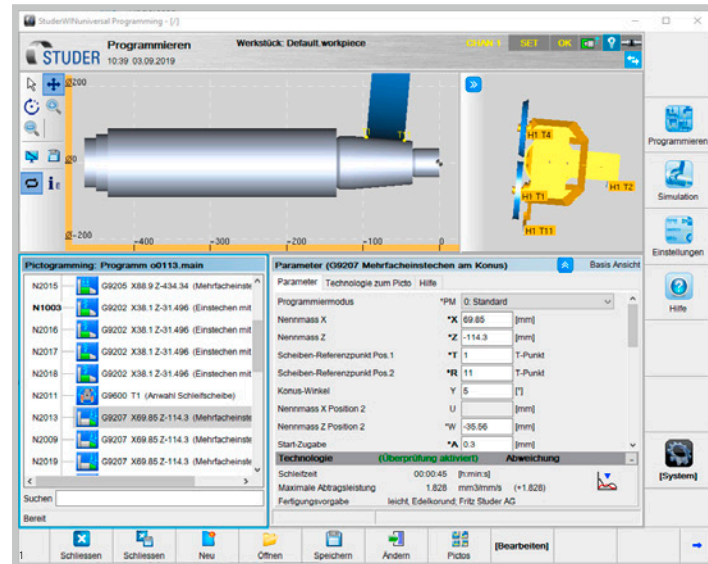 StuderWINuniversal Programming - [/]
STUDER
Programmieren
10:39 03.09.2019
Werkstück: Default.workpiece
CHAN 1 SET OK
Ø200
Ø0
Ø-200
-400 -300 -200 -100 0
T1 T11
H1 T4
H1 T2
H1 T1
H1 T11
Programmieren
Simulation
Einstellungen
Hilfe
[System]
Pictogramming: Programm o0113.main
N2015 G9205 X88.9 Z-434.34 (Mehrfacheinste
N1003 G9202 X38.1 Z-31.496 (Einstechen mit
N2016 G9202 X38.1 Z-31.496 (Einstechen mit
N2017 G9202 X38.1 Z-31.496 (Einstechen mit
N2018 G9202 X38.1 Z-31.496 (Einstechen mit
N2011 G9600 T1 (Anwahl Schleifscheibe)
N2013 G9207 X69.85 Z-114.3 (Mehrfacheinste
N2009 G9207 X69.85 Z-114.3 (Mehrfacheinste
N2019 G9207 X69.85 Z-114.3 (Mehrfacheinste
Suchen
Bereit
Parameter (G9207 Mehrfacheinstechen am Konus) Basis Ansicht
Parameter Technologie zum Picto Hilfe
Programmiermodus *PM 0: Standard
Nennmass X *X 69.85 [mm]
Nennmass Z *Z -114.3 [mm]
Scheiben-Referenzpunkt Pos.1 *T 1 T-Punkt
Scheiben-Referenzpunkt Pos.2 *R 11 T-Punkt
Konus-Winkel Y 5 [°]
Nennmass X Position 2 U [mm]
Nennmass Z Position 2 *W -35.56 [mm]
Start-Zugabe *A 0.3 [mm]
Technologie (Überprüfung aktiviert) Abweichung
Schleifzeit 00:00:45 [h:min:s]
Maximale Abtragsleistung 1.828 mm3/mm/s (+1.828)
Fertigungsvorgabe leicht, Edelkorund; Fritz Studer AG
1 Schliessen Schliessen Neu Öffnen Speichern Ändern Pictos [Bearbeiten]